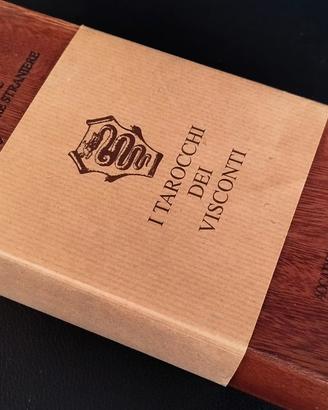 I TAROCCHI
DEI
VISCONTI
STRANIERE